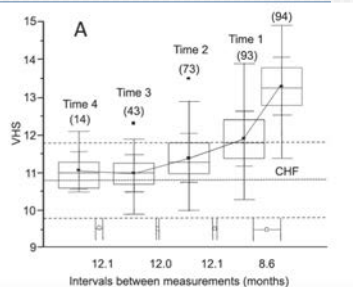 A
15
14
13
12
11
10
9
VHS
Time 4
(14)
Time 3
(43)
Time 2
(73)
Time 1
(93)
(94)
CHF
12.1 12.0 12.1 8.6
Intervals between measurements (months)